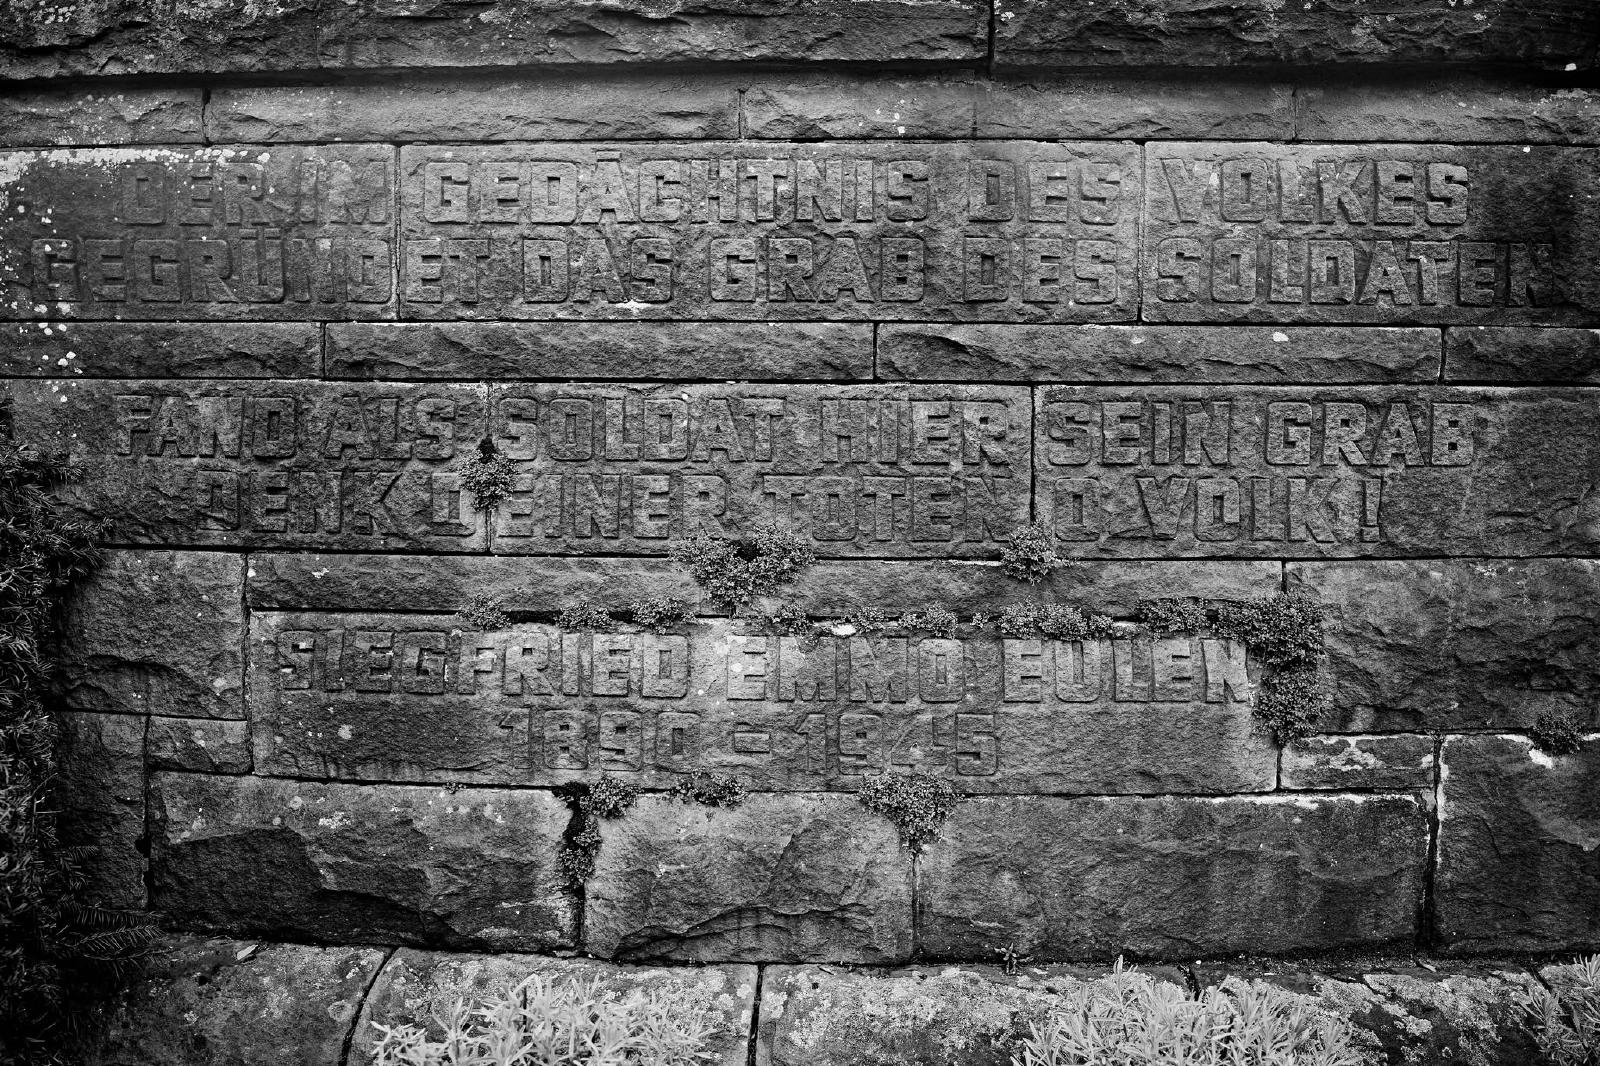 DER IM GEDÄCHTNIS DES VOLKES
GEGRÜNDET DAS GRAB DES SOLDATEN
FAND ALS SOLDAT HIER SEIN GRAB
DENK DEINER TOTEN O VOLK!
SIEGFRIED EMMO EULEN
1890 = 1945